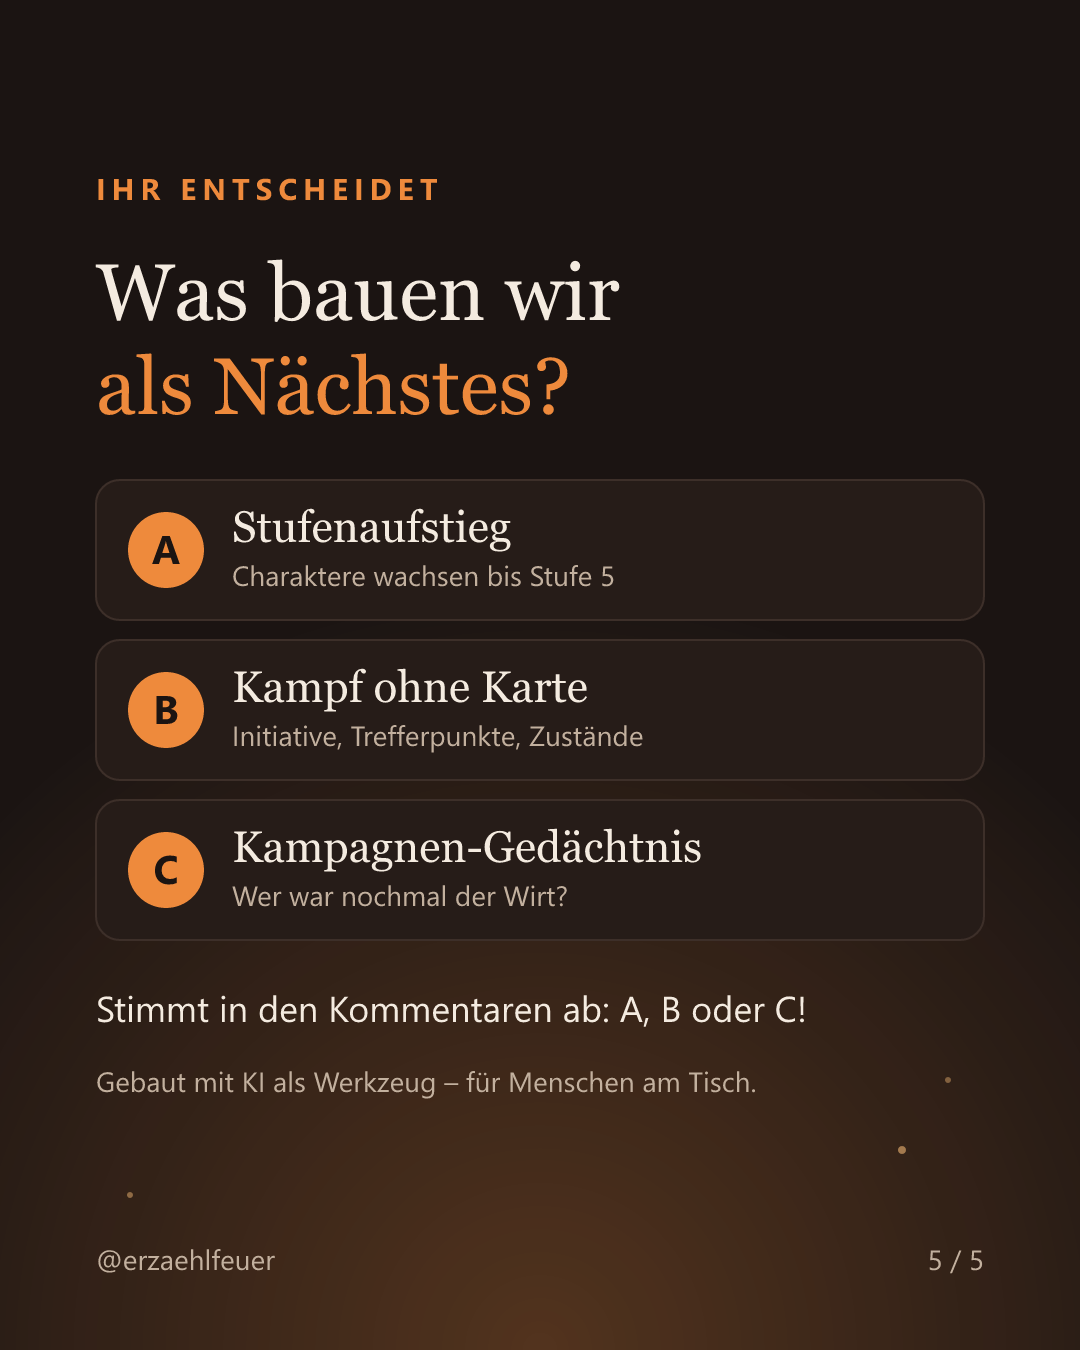 IHR ENTSCHEIDET
Was bauen wir
als Nächstes?
A
Stufenaufstieg
Charaktere wachsen bis Stufe 5
B
Kampf ohne Karte
Initiative, Trefferpunkte, Zustände
C
Kampagnen-Gedächtnis
Wer war nochmal der Wirt?
Stimmt in den Kommentaren ab: A, B oder C!
Gebaut mit KI als Werkzeug – für Menschen am Tisch.
@erzaehlfeuer
5 / 5